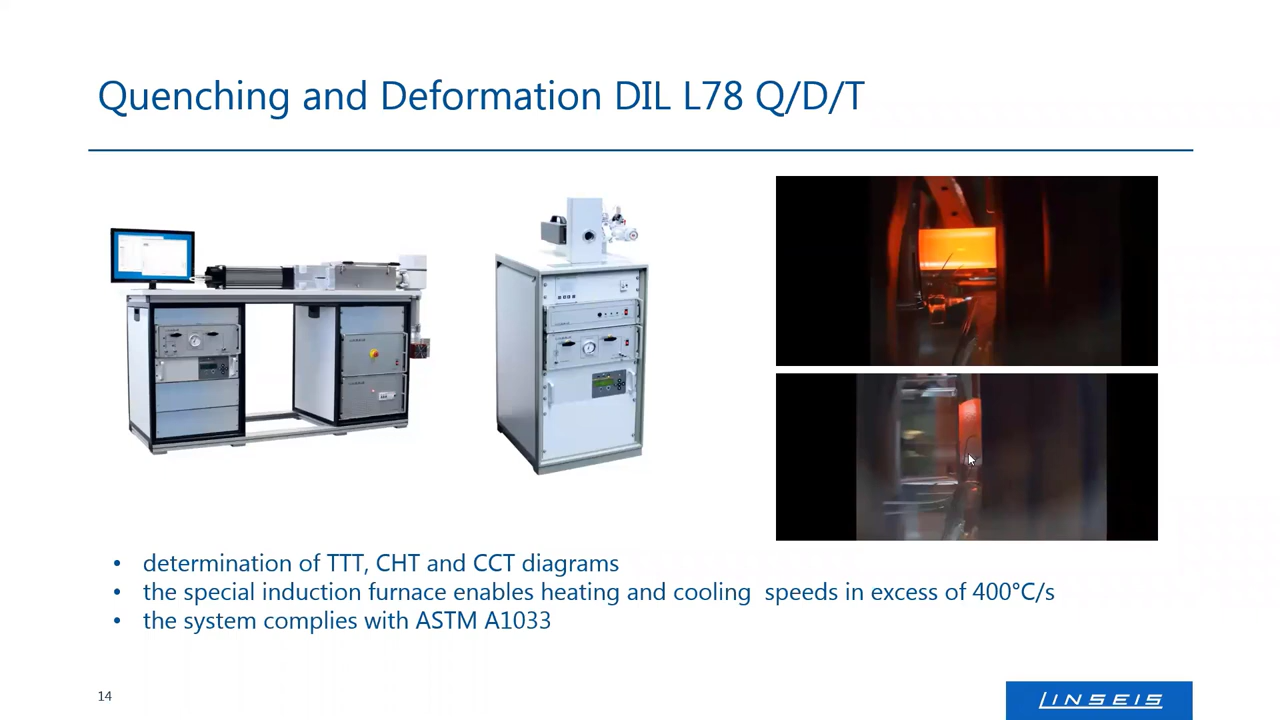 Quenching and Deformation DIL L78 Q/D/T
• determination of TTT, CHT and CCT diagrams
• the special induction furnace enables heating and cooling speeds in excess of 400°C/s
• the system complies with ASTM A1033
14
LINSEIS